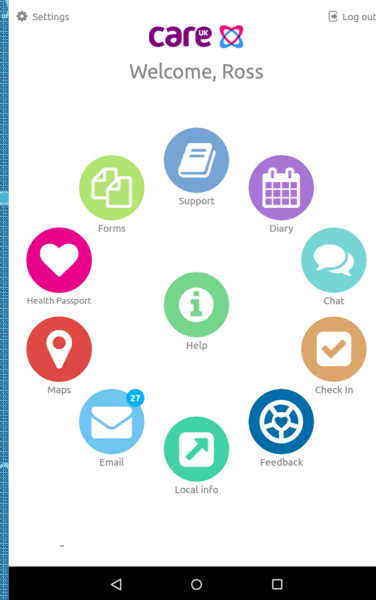 Settings
Log out
care UK
Welcome, Ross
Support
Forms
Diary
Health Passport
Chat
Help
Maps
Check In
27
Email
Feedback
Local info